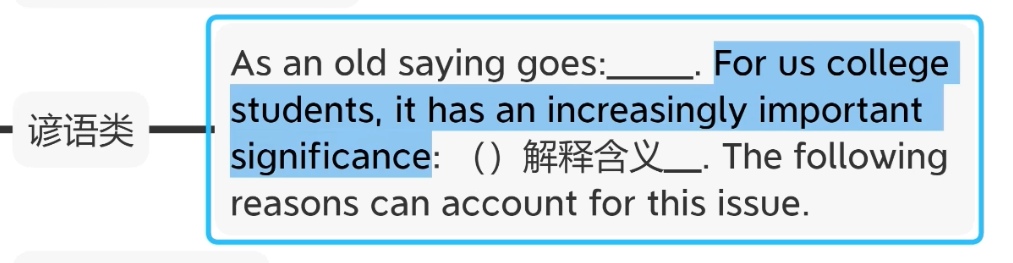 谚语类
As an old saying goes:_____. For us college
students, it has an increasingly important
significance: （）解释含义__. The following
reasons can account for this issue.